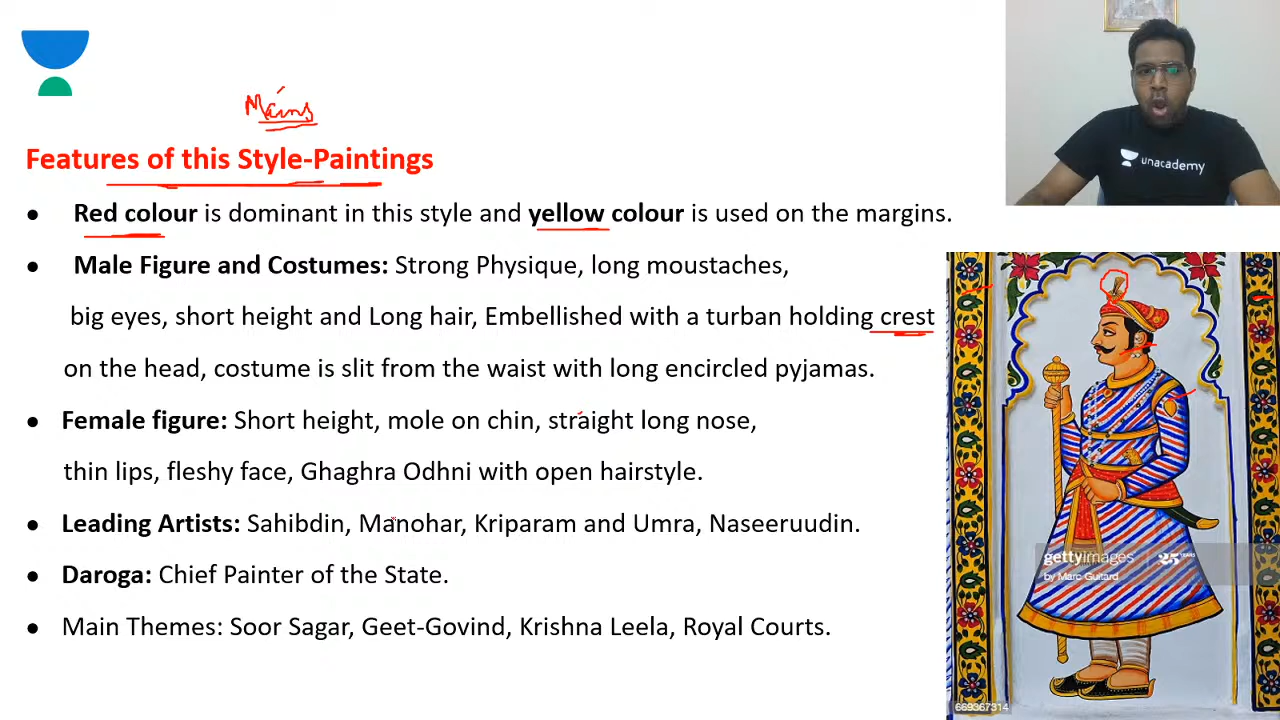 Mains
unacademy
Features of this Style-Paintings
● Red colour is dominant in this style and yellow colour is used on the margins.
● Male Figure and Costumes: Strong Physique, long moustaches,
big eyes, short height and Long hair, Embellished with a turban holding crest
on the head, costume is slit from the waist with long encircled pyjamas.
● Female figure: Short height, mole on chin, straight long nose,
thin lips, fleshy face, Ghaghra Odhni with open hairstyle.
● Leading Artists: Sahibdin, Manohar, Kriparam and Umra, Naseeruudin.
● Daroga: Chief Painter of the State.
● Main Themes: Soor Sagar, Geet-Govind, Krishna Leela, Royal Courts.
gettyimages 25 YEARS
by Marc Guitard
669367314